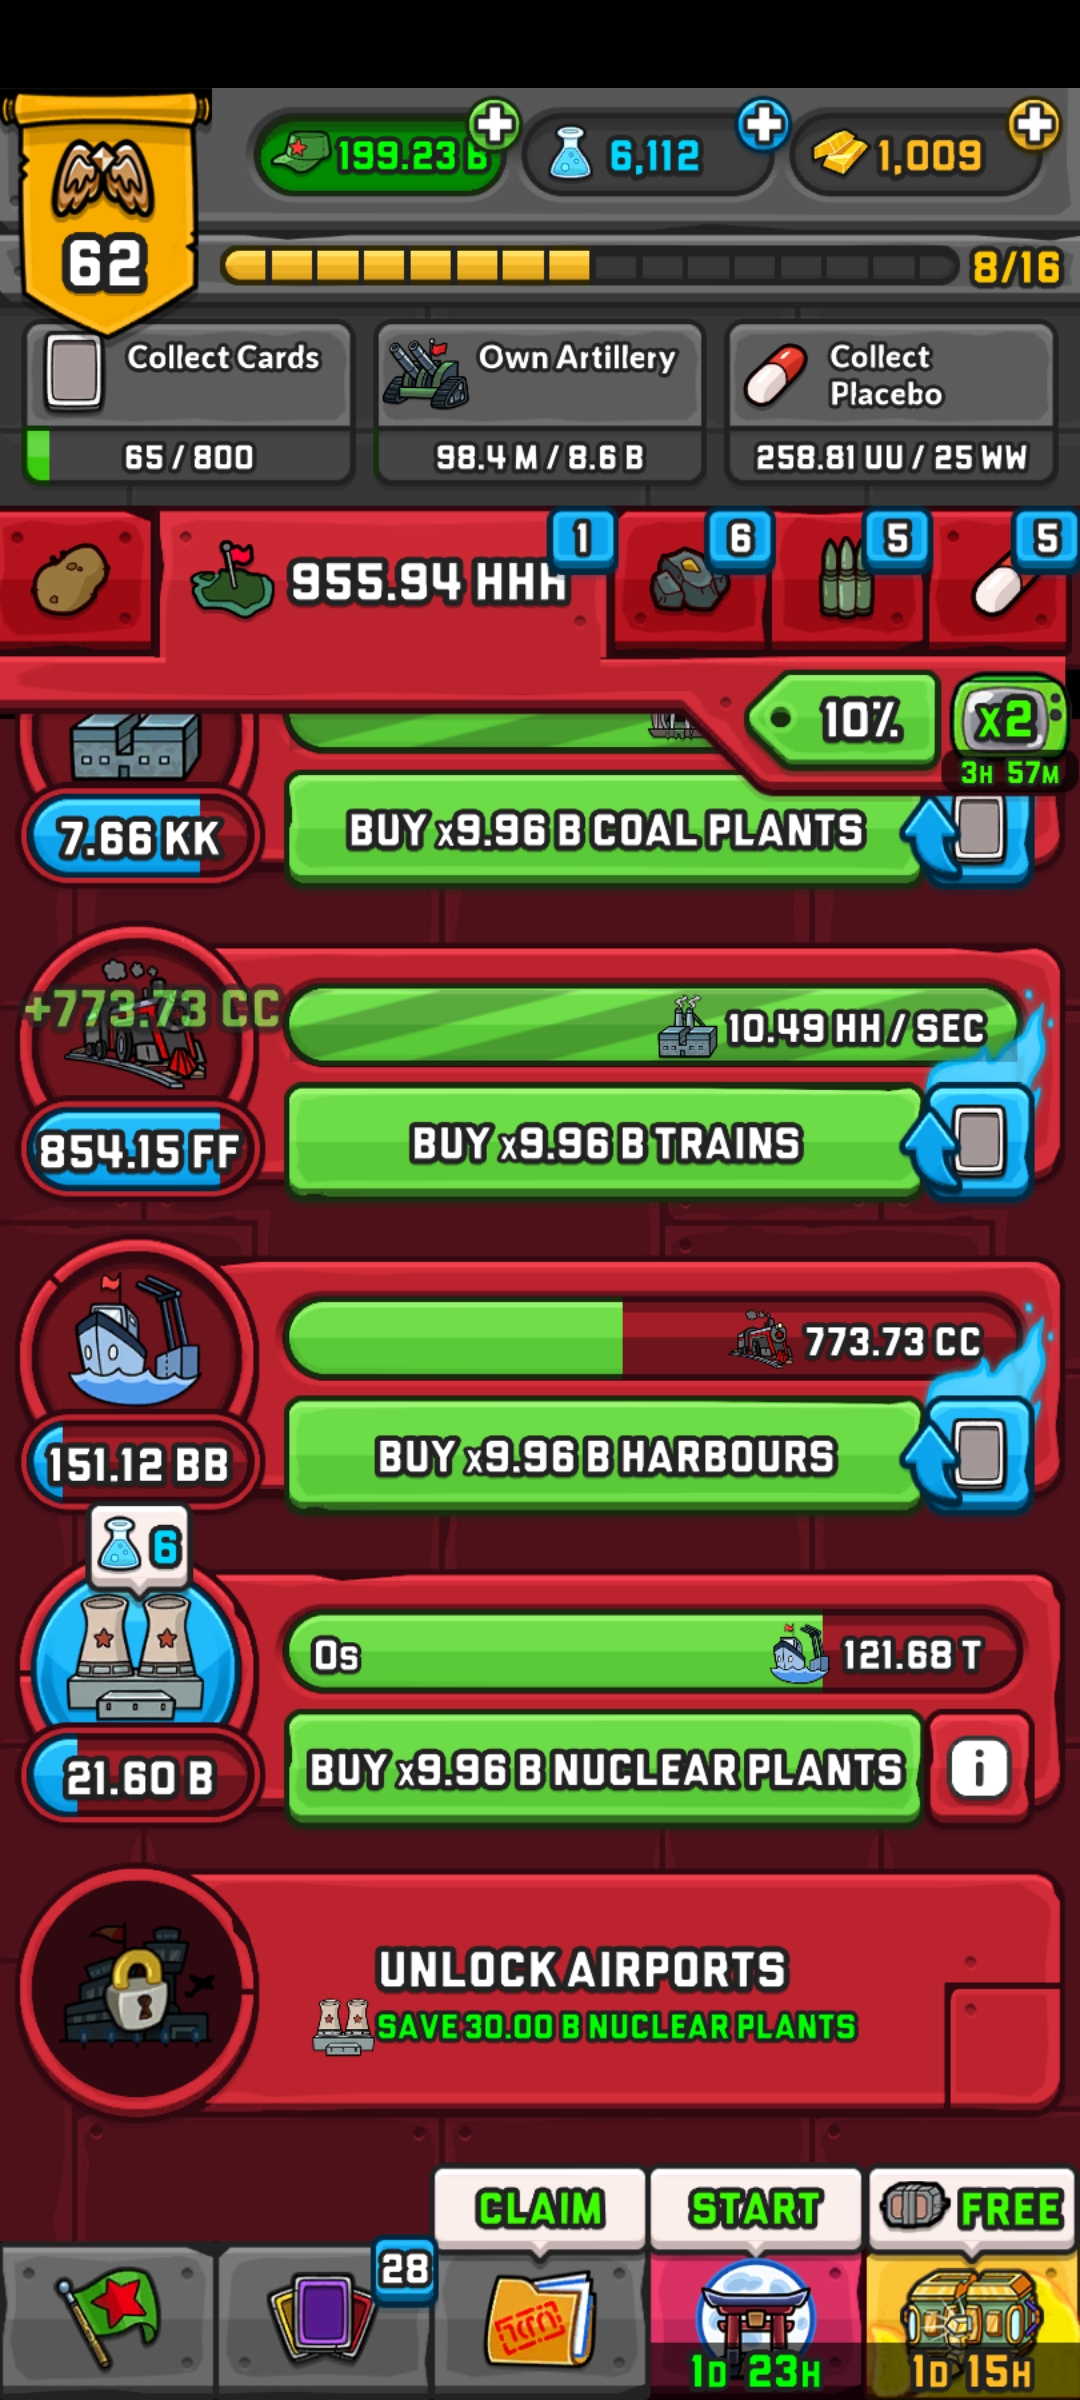 62
199.23 B
6,112
1,009
8/16
Collect Cards
65 / 800
Own Artillery
98.4 M / 8.6 B
Collect
Placebo
258.81 UU / 25 WW
955.94 HHH
1
6
5
5
10%
x2
3H 57M
7.66 KK
BUY x9.96 B COAL PLANTS
+773.73 CC
10.49 HH / SEC
854.15 FF
BUY x9.96 B TRAINS
773.73 CC
151.12 BB
BUY x9.96 B HARBOURS
6
0s
121.68 T
21.60 B
BUY x9.96 B NUCLEAR PLANTS
i
UNLOCK AIRPORTS
SAVE 30.00 B NUCLEAR PLANTS
CLAIM
START
FREE
28
1D 23H
1D 15H